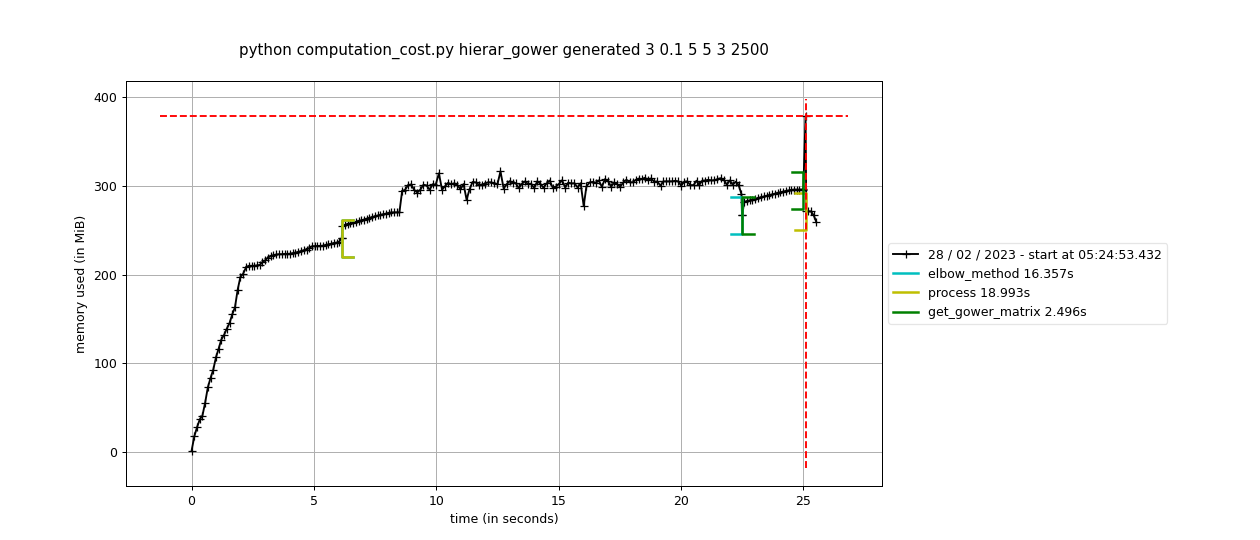 python computation_cost.py hierar_gower generated 3 0.1 5 5 3 2500
400
300
200
100
0
memory used (in MiB)
0 5 10 15 20 25
time (in seconds)
28 / 02 / 2023 - start at 05:24:53.432
elbow_method 16.357s
process 18.993s
get_gower_matrix 2.496s